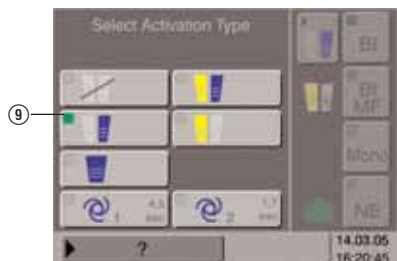 Select Activation Type
BI
9
BI
MF
Mono
1 4,5
sec
2 1,7
sec
NE
?
14.03.05
16:20:45